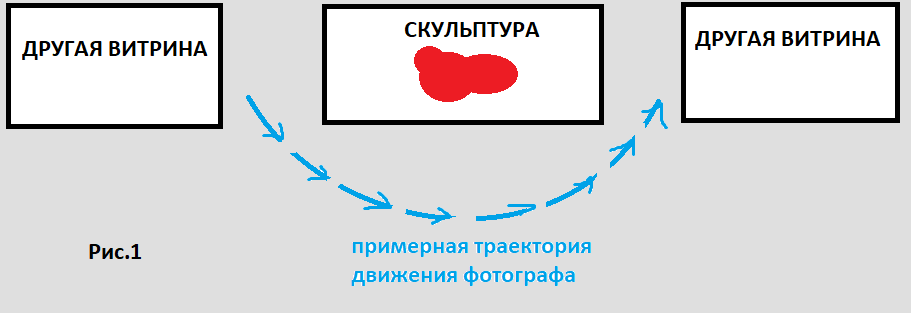 ДРУГАЯ ВИТРИНА
СКУЛЬПТУРА
ДРУГАЯ ВИТРИНА
Рис.1
примерная траектория
движения фотографа